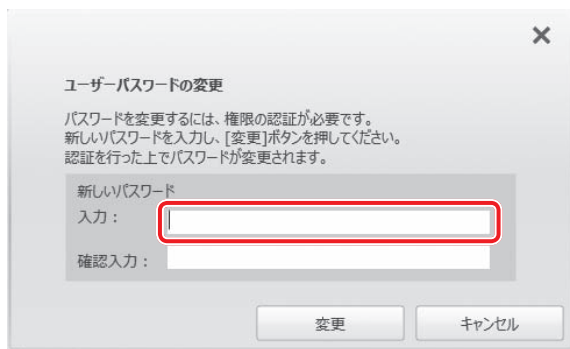 ユーザーパスワードの変更
パスワードを変更するには、権限の認証が必要です。
新しいパスワードを入力し、[変更]ボタンを押してください。
認証を行った上でパスワードが変更されます。
新しいパスワード
入力：
確認入力：
変更
キャンセル